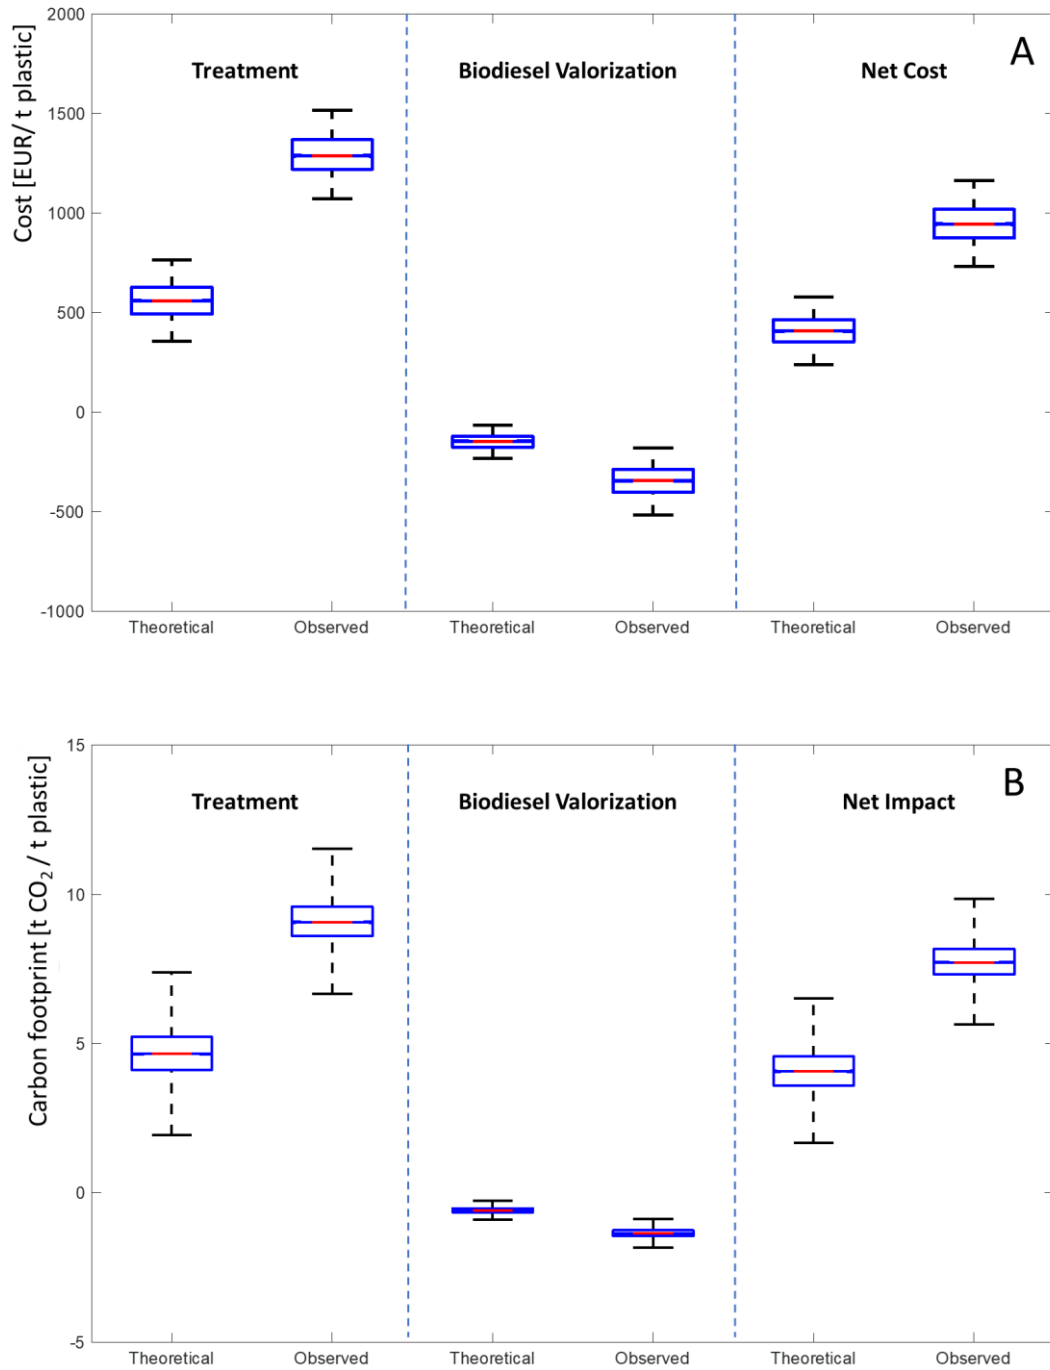 A
Treatment
Biodiesel Valorization
Net Cost
Cost [EUR/ t plastic]
2000
1500
1000
500
0
-500
-1000
Theoretical
Observed
Theoretical
Observed
Theoretical
Observed
B
Treatment
Biodiesel Valorization
Net Impact
Carbon footprint [t CO₂ / t plastic]
15
10
5
0
-5
Theoretical
Observed
Theoretical
Observed
Theoretical
Observed